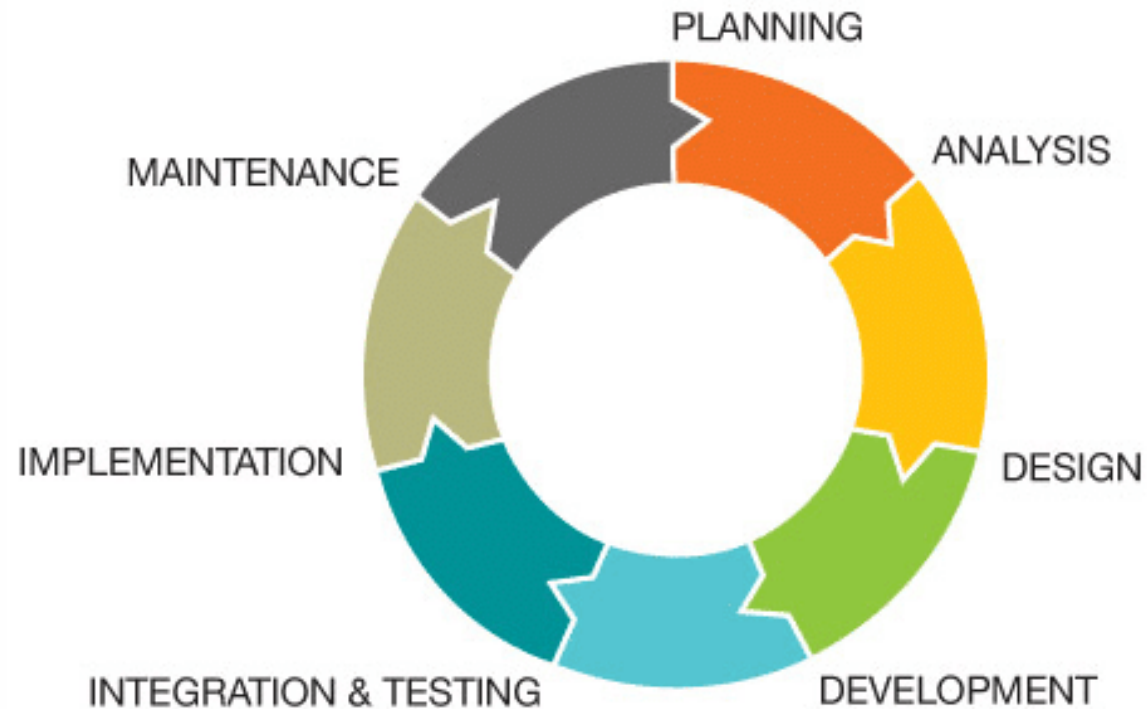 PLANNING
ANALYSIS
DESIGN
DEVELOPMENT
INTEGRATION & TESTING
IMPLEMENTATION
MAINTENANCE